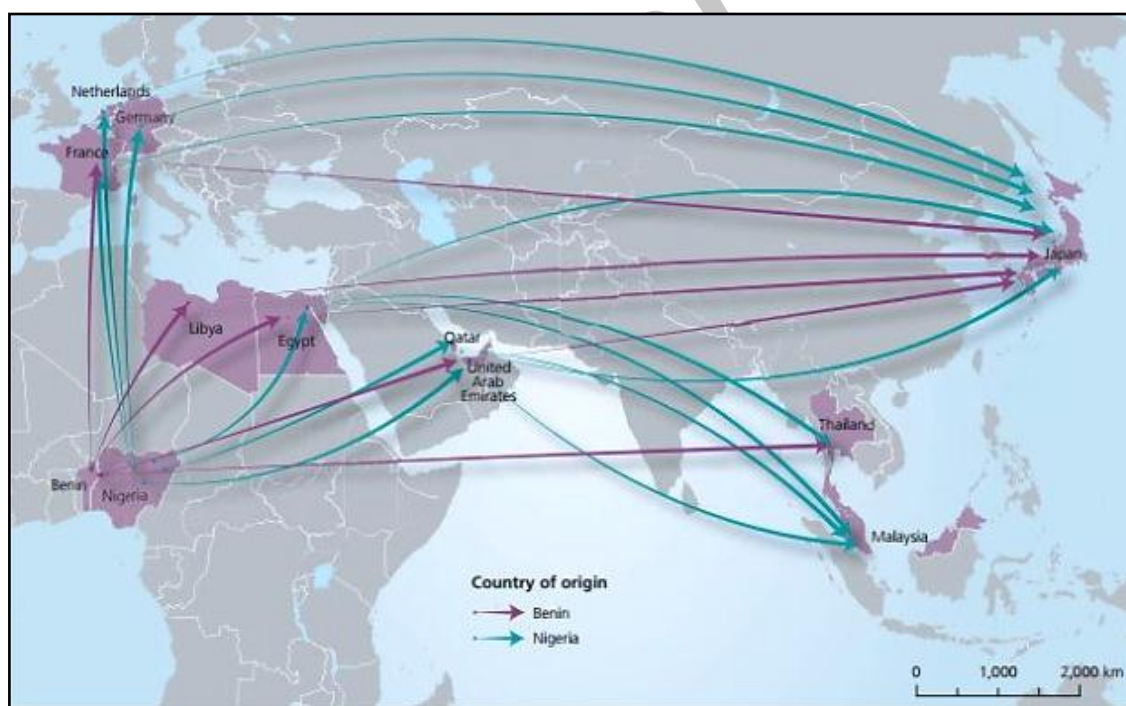 Netherlands
Germany
France
Japan
Libya
Egypt
Qatar
United
Arab
Emirates
Thailand
Benin
Nigeria
Malaysia
Country of origin
Benin
Nigeria
0 1,000 2,000 km